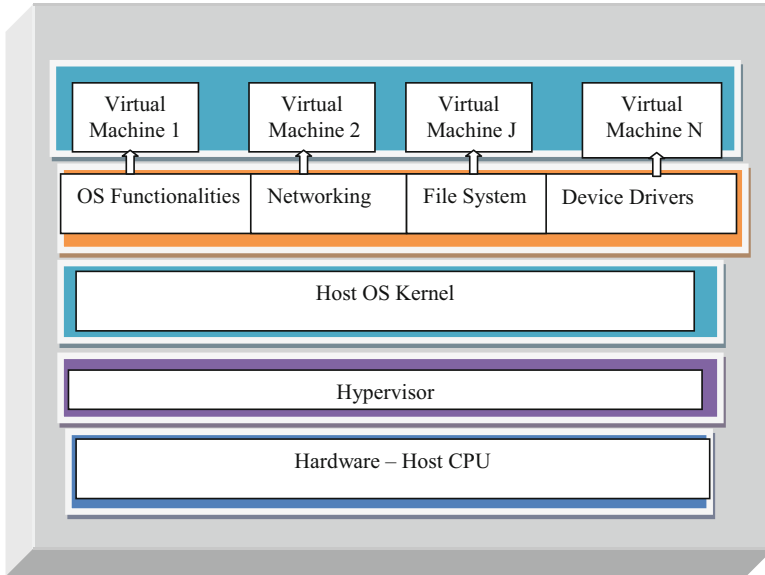 Virtual
Machine 1
Virtual
Machine 2
Virtual
Machine J
Virtual
Machine N
OS Functionalities
Networking
File System
Device Drivers
Host OS Kernel
Hypervisor
Hardware – Host CPU